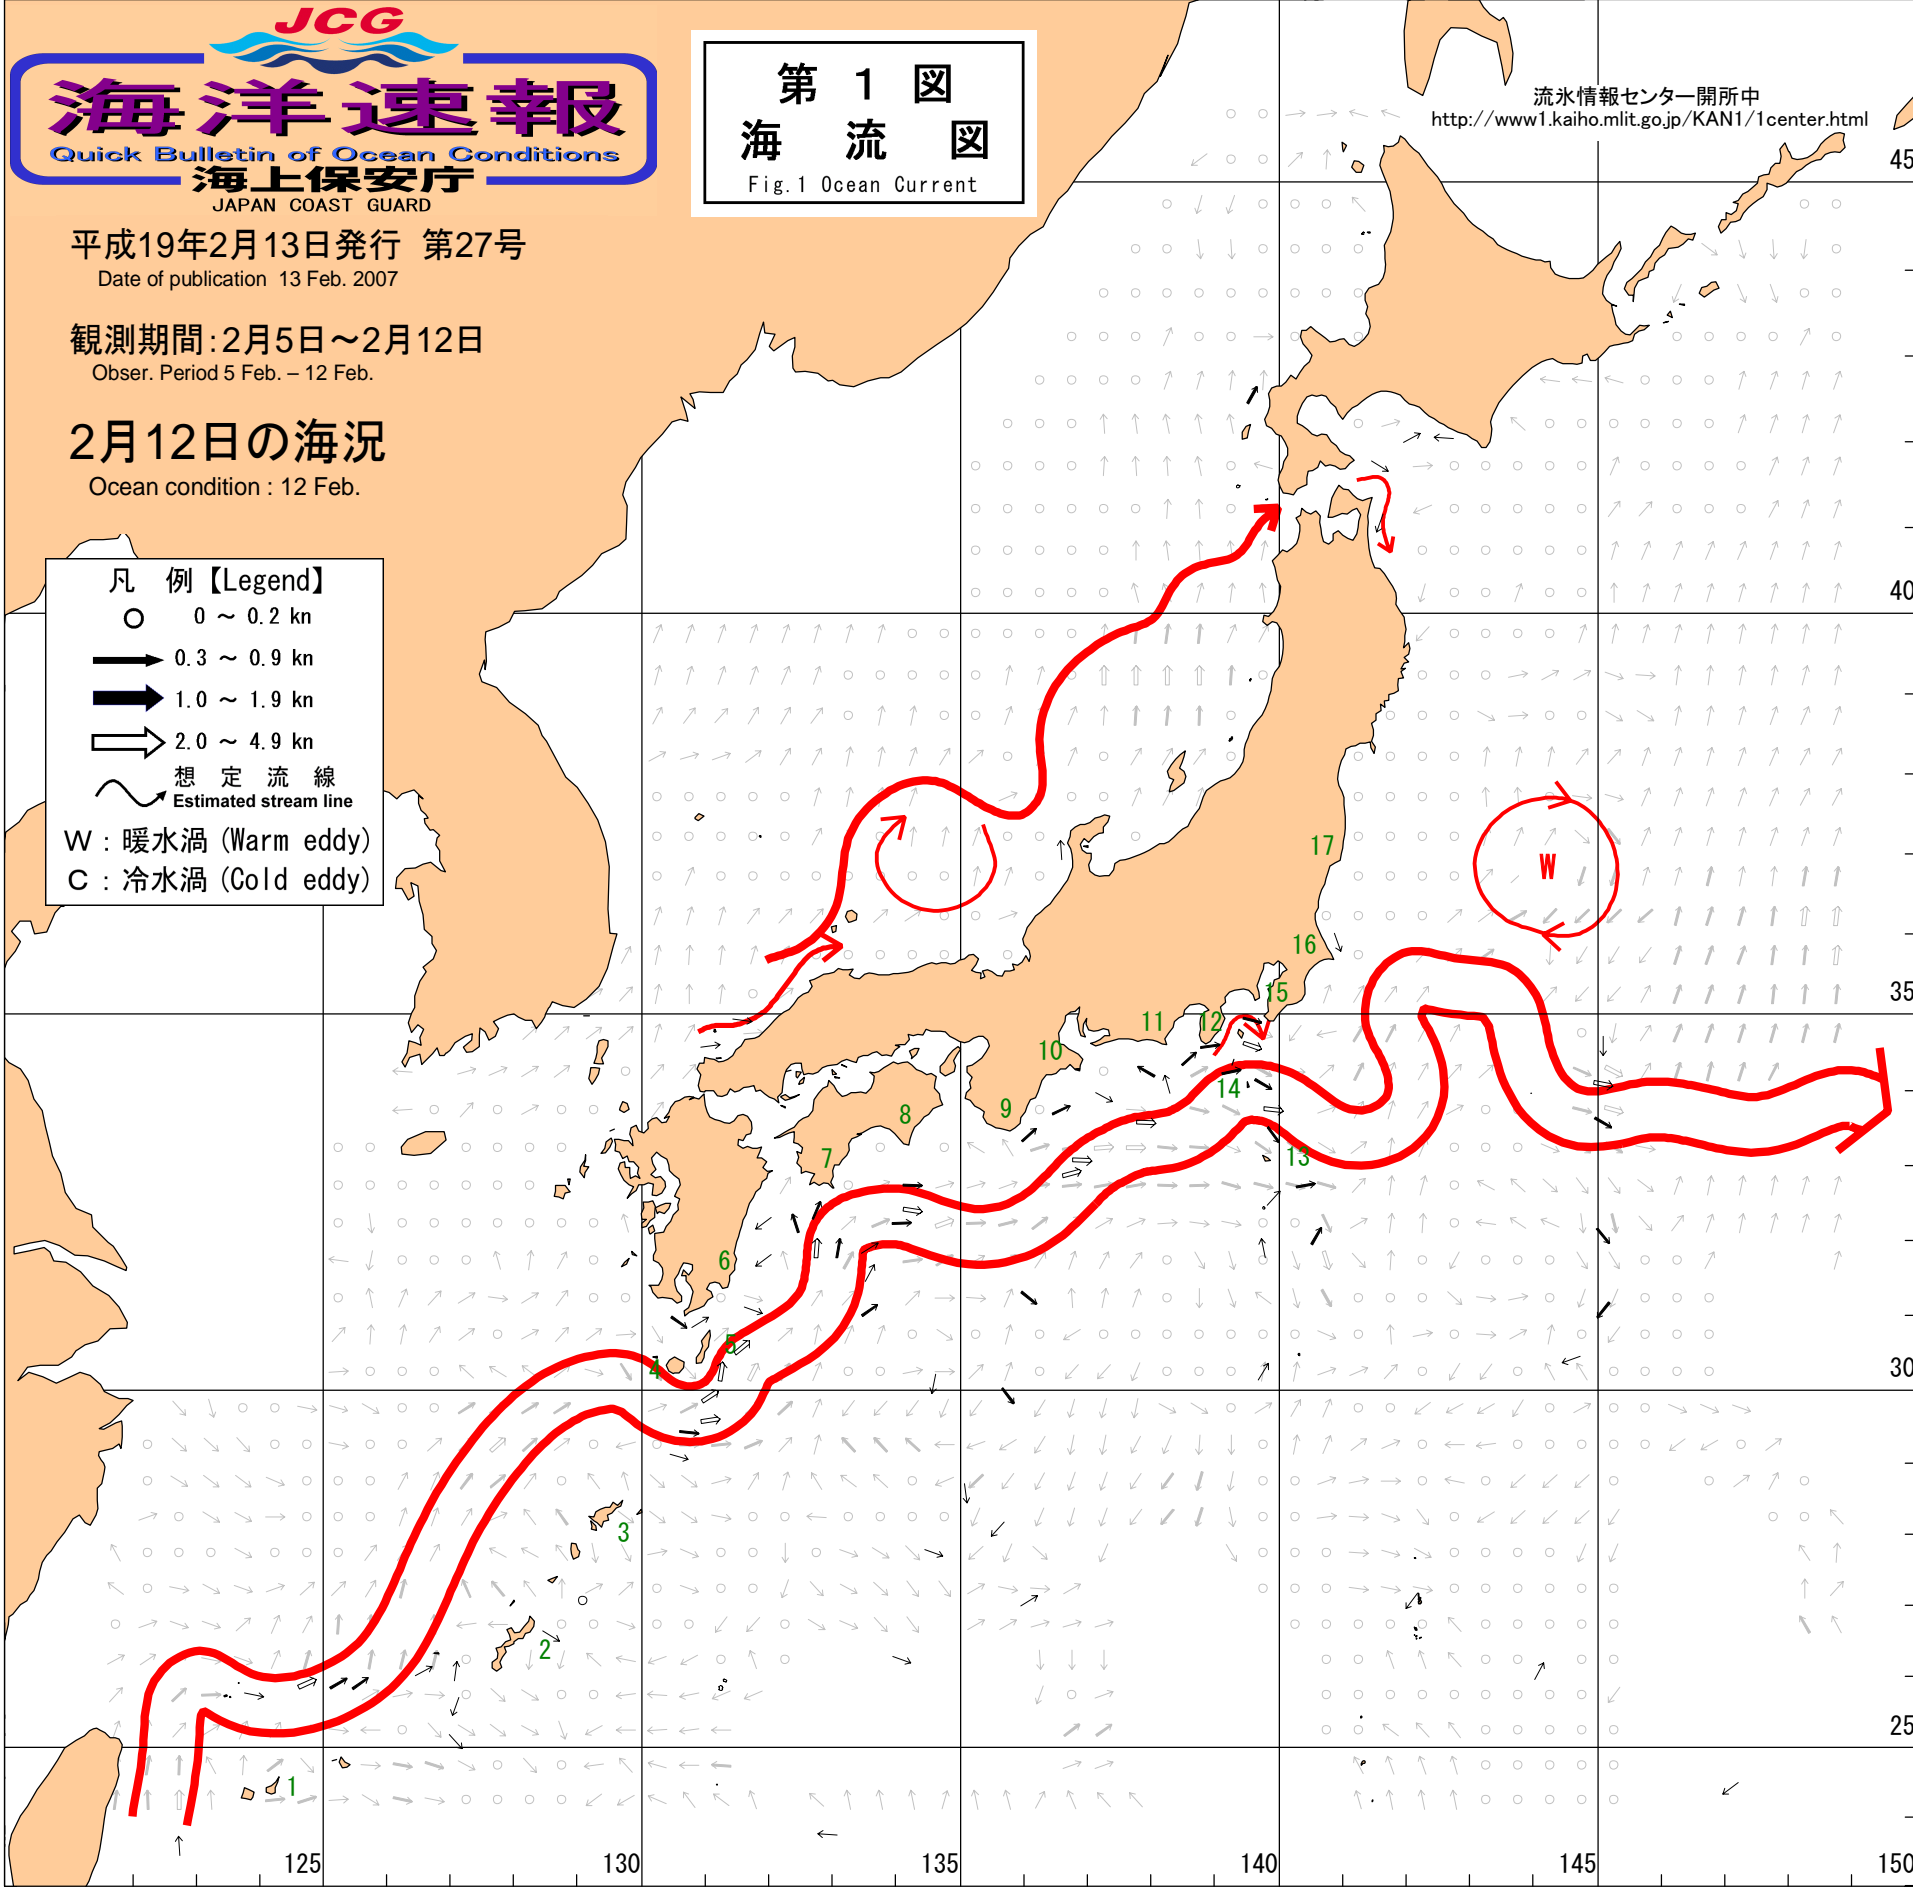 JCG
海洋速報
Quick Bulletin of Ocean Conditions
海上保安庁
JAPAN COAST GUARD
第 1 図
海 流 図
Fig.1 Ocean Current
流氷情報センター開所中
http://www1.kaiho.mlit.go.jp/KAN1/1center.html
平成19年2月13日発行 第27号
Date of publication 13 Feb. 2007
観測期間:2月5日~2月12日
Obser. Period 5 Feb. – 12 Feb.
2月12日の海況
Ocean condition : 12 Feb.
凡 例【Legend】
0 ~ 0.2 kn
0.3 ~ 0.9 kn
1.0 ~ 1.9 kn
2.0 ~ 4.9 kn
想 定 流 線
Estimated stream line
W : 暖水渦 (Warm eddy)
C : 冷水渦 (Cold eddy)
45
40
17
W
16
35
15
12
11
10
14
9
8
7
13
6
5
4
30
3
2
25
1
125
130
135
140
145
150